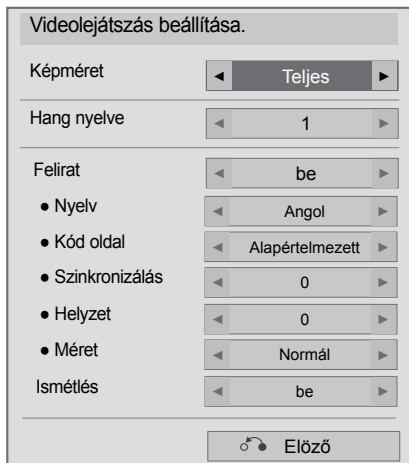 Videolejátszás beállítása.
Képméret ◄ Teljes ►
Hang nyelve ◄ 1 ►
Felirat ◄ be ►
● Nyelv ◄ Angol ►
● Kód oldal ◄ Alapértelmezett ►
● Szinkronizálás ◄ 0 ►
● Helyzet ◄ 0 ►
● Méret ◄ Normál ►
Ismétlés ◄ be ►
Elöző